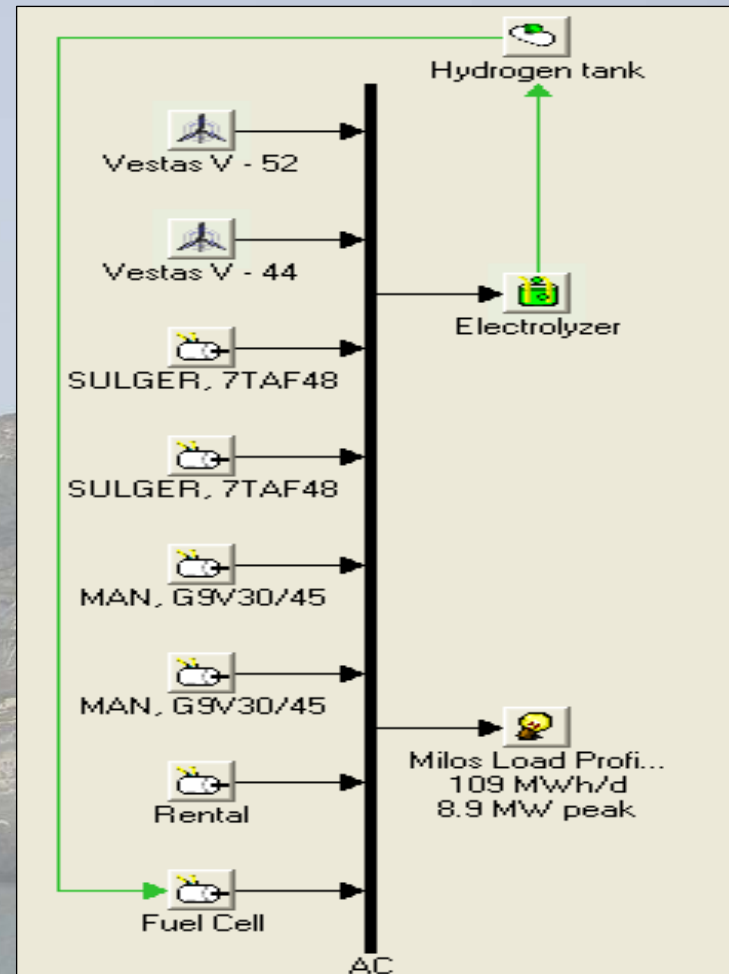 Hydrogen tank
Vestas V - 52
Vestas V - 44
Electrolyzer
SULGER, 7TAF48
SULGER, 7TAF48
MAN, G9V30/45
MAN, G9V30/45
Milos Load Profi...
109 MWh/d
8.9 MW peak
Rental
Fuel Cell
AC